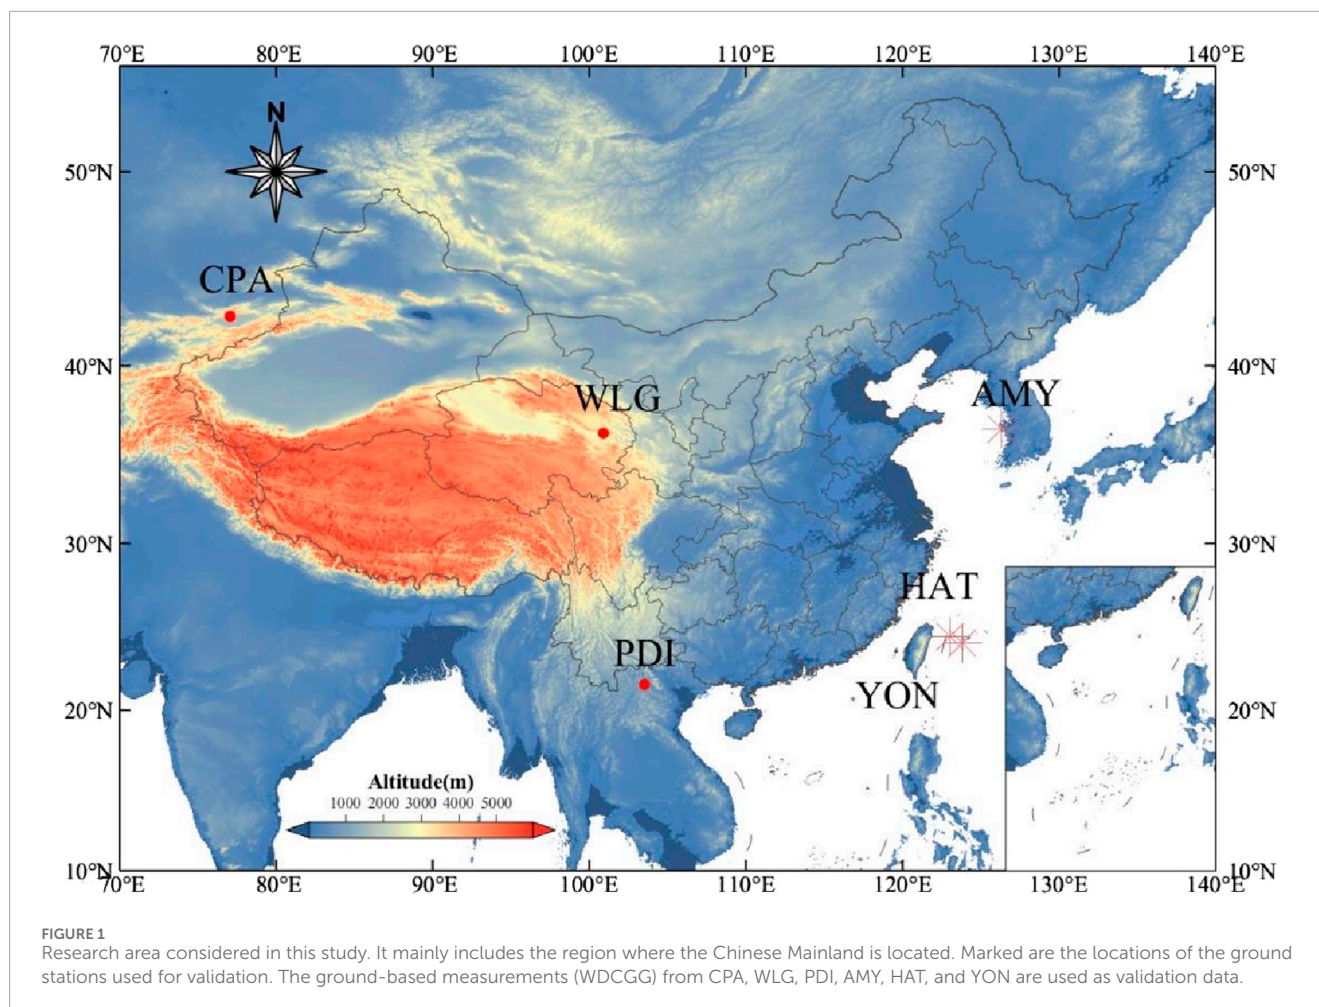 70°E 80°E 90°E 100°E 110°E 120°E 130°E 140°E
N
50°N 50°N
CPA
40°N 40°N
WLG AMY
30°N 30°N
HAT
PDI
YON
20°N 20°N
Altitude(m)
1000 2000 3000 4000 5000
10°N 10°N
70°E 80°E 90°E 100°E 110°E 120°E 130°E 140°E
FIGURE 1
Research area considered in this study. It mainly includes the region where the Chinese Mainland is located. Marked are the locations of the ground
stations used for validation. The ground-based measurements (WDCGG) from CPA, WLG, PDI, AMY, HAT, and YON are used as validation data.